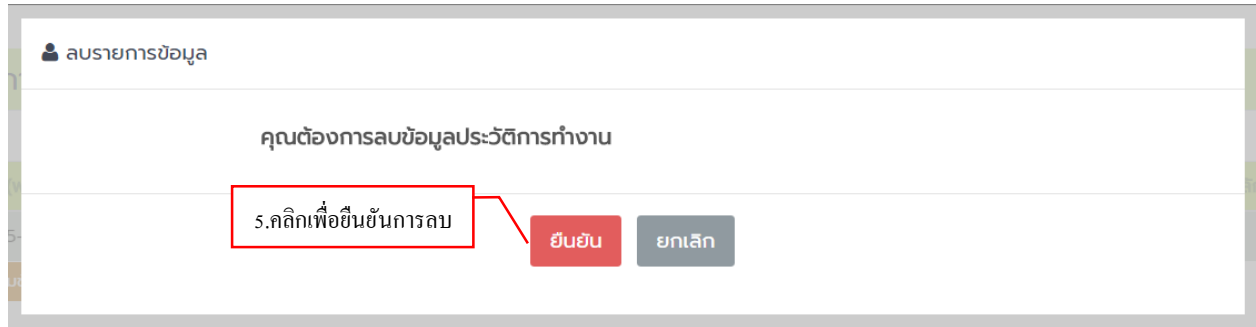 ลบรายการข้อมูล
คุณต้องการลบข้อมูลประวัติการทำงาน
5.คลิกเพื่อยืนยันการลบ
ยืนยัน
ยกเลิก